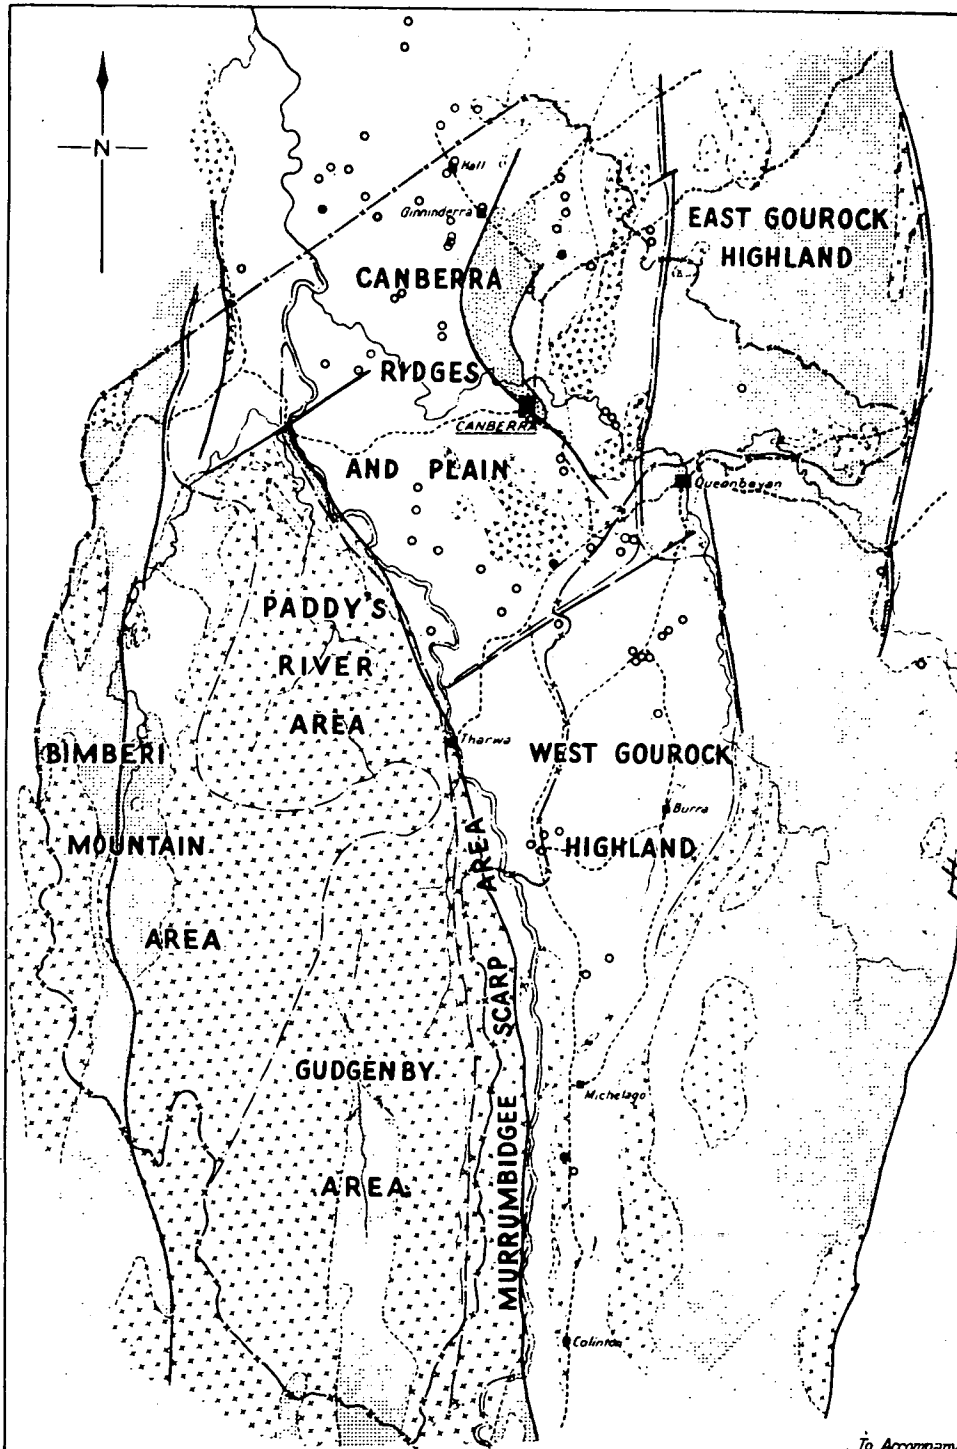 N
Hall
Ginninderra
EAST GOUROCK
HIGHLAND
CANBERRA
RIDGES
CANBERRA
AND PLAIN
Queanbeyan
PADDY'S
RIVER
AREA
Tharwa
BIMBERI
MOUNTAIN
AREA
WEST GOUROCK
Burra
HIGHLAND
MURRUMBIDGEE SCARP AREA
GUDGENBY
AREA
Michelago
Colinton
To Accompany